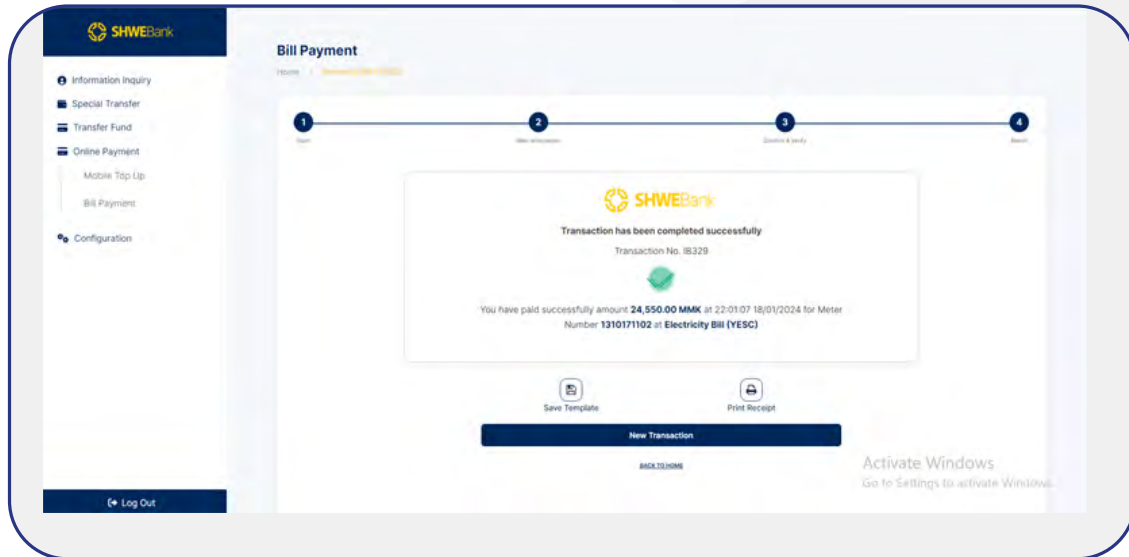 SHWEBank
Information Inquiry
Special Transfer
Transfer Fund
Online Payment
Mobile Top Up
Bill Payment
Configuration
Log Out
Bill Payment
Home
1
2
3
4
SHWEBank
Transaction has been completed successfully
Transaction No. IB329
You have paid successfully amount 24,550.00 MMK at 22:01:07 18/01/2024 for Meter
Number 1310171102 at Electricity Bill (YESC)
Save Template
Print Receipt
New Transaction
BACK TO HOME
Activate Windows
Go to Settings to activate Windows.